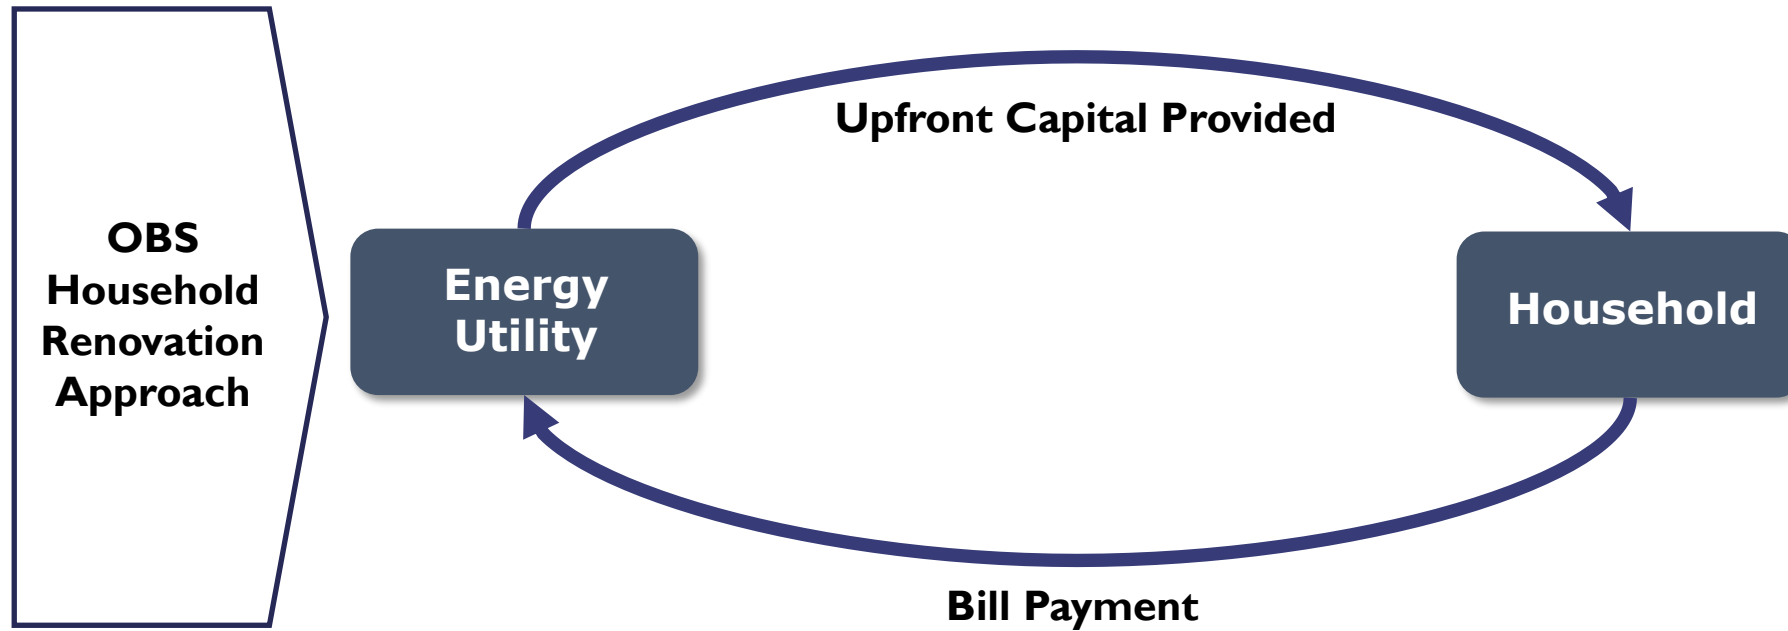 OBS
Household
Renovation
Approach
Upfront Capital Provided
Energy
Utility
Household
Bill Payment